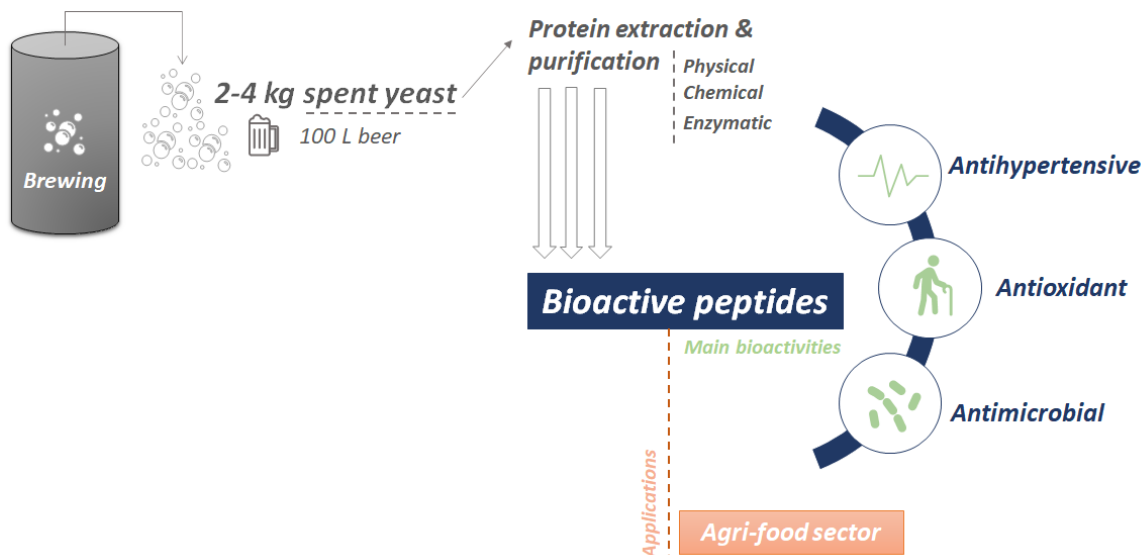 Brewing
2-4 kg spent yeast
100 L beer
Protein extraction &
purification
Physical
Chemical
Enzymatic
Bioactive peptides
Main bioactivities
Antihypertensive
Antioxidant
Antimicrobial
Applications
Agri-food sector